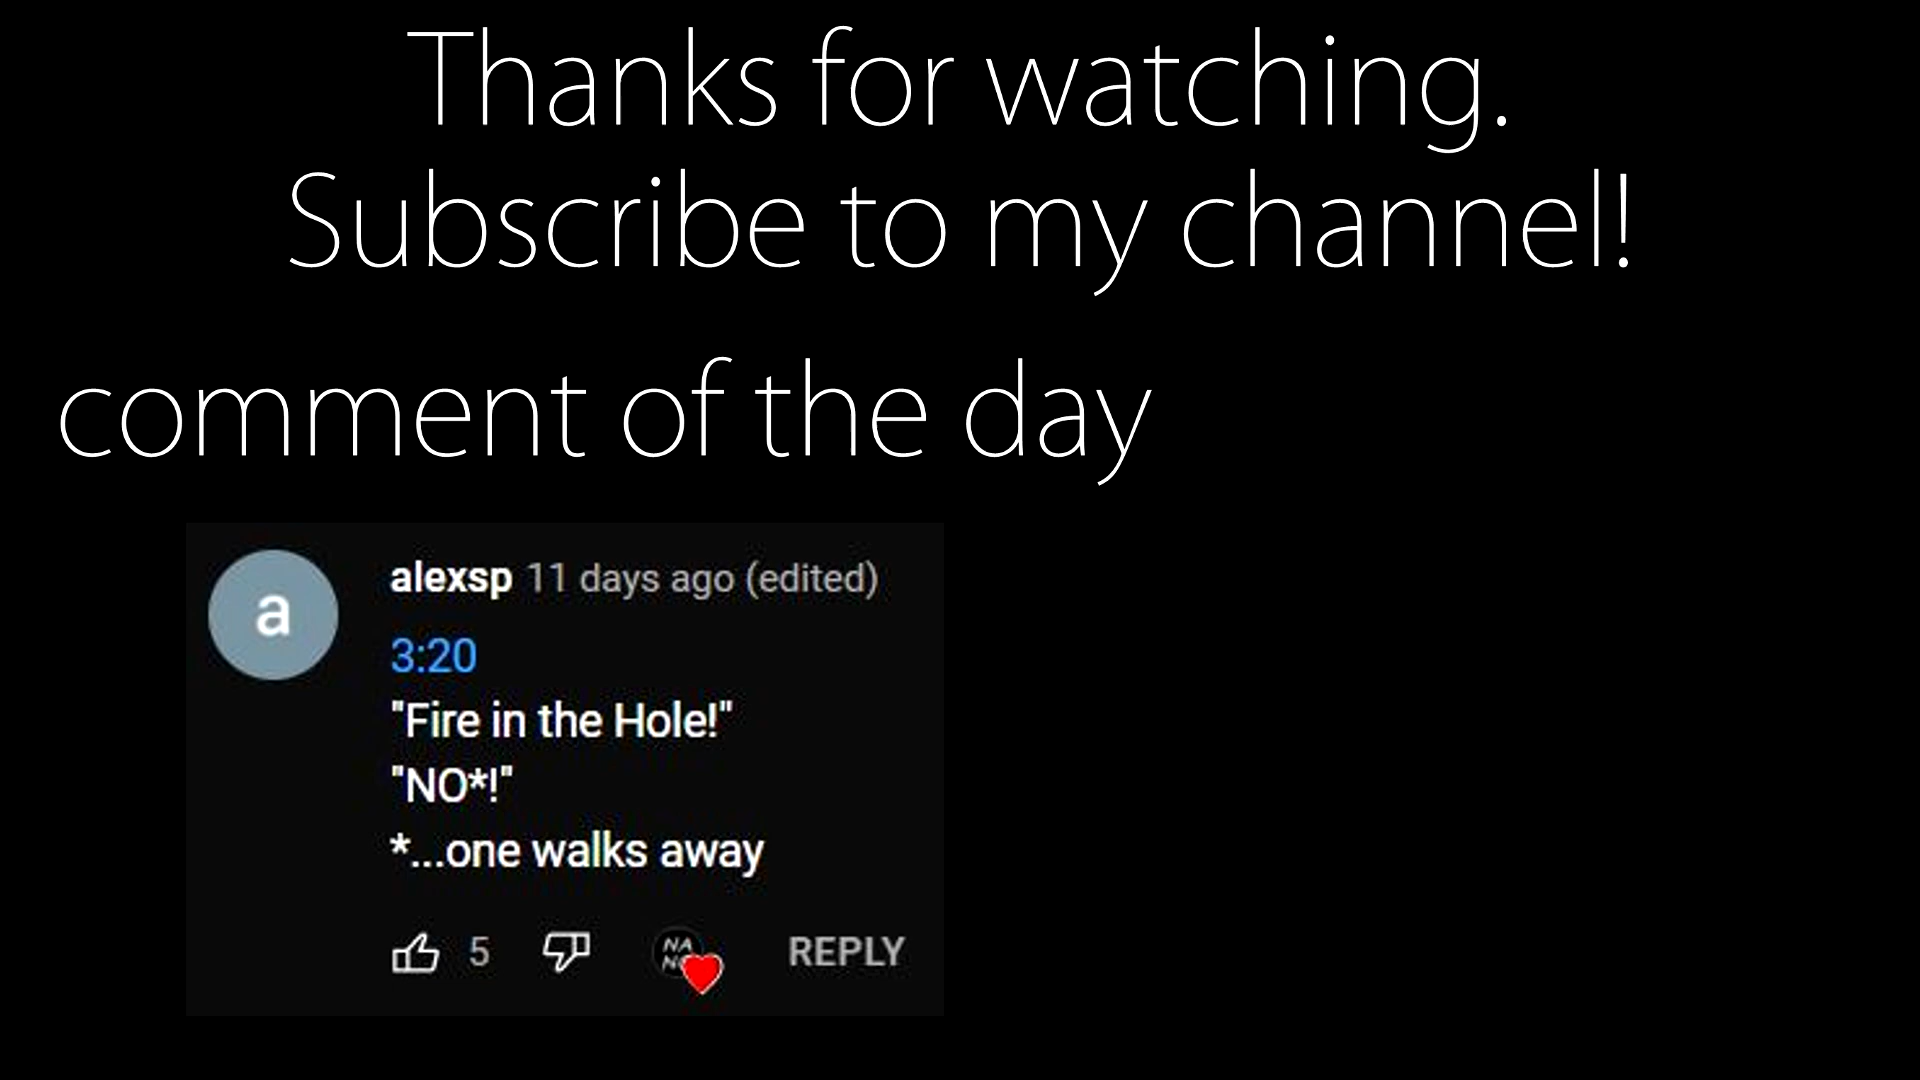 Thanks for watching.
Subscribe to my channel!
comment of the day
a
alexsp 11 days ago (edited)
3:20
"Fire in the Hole!"
"NO*!"
*...one walks away
5
NA
REPLY